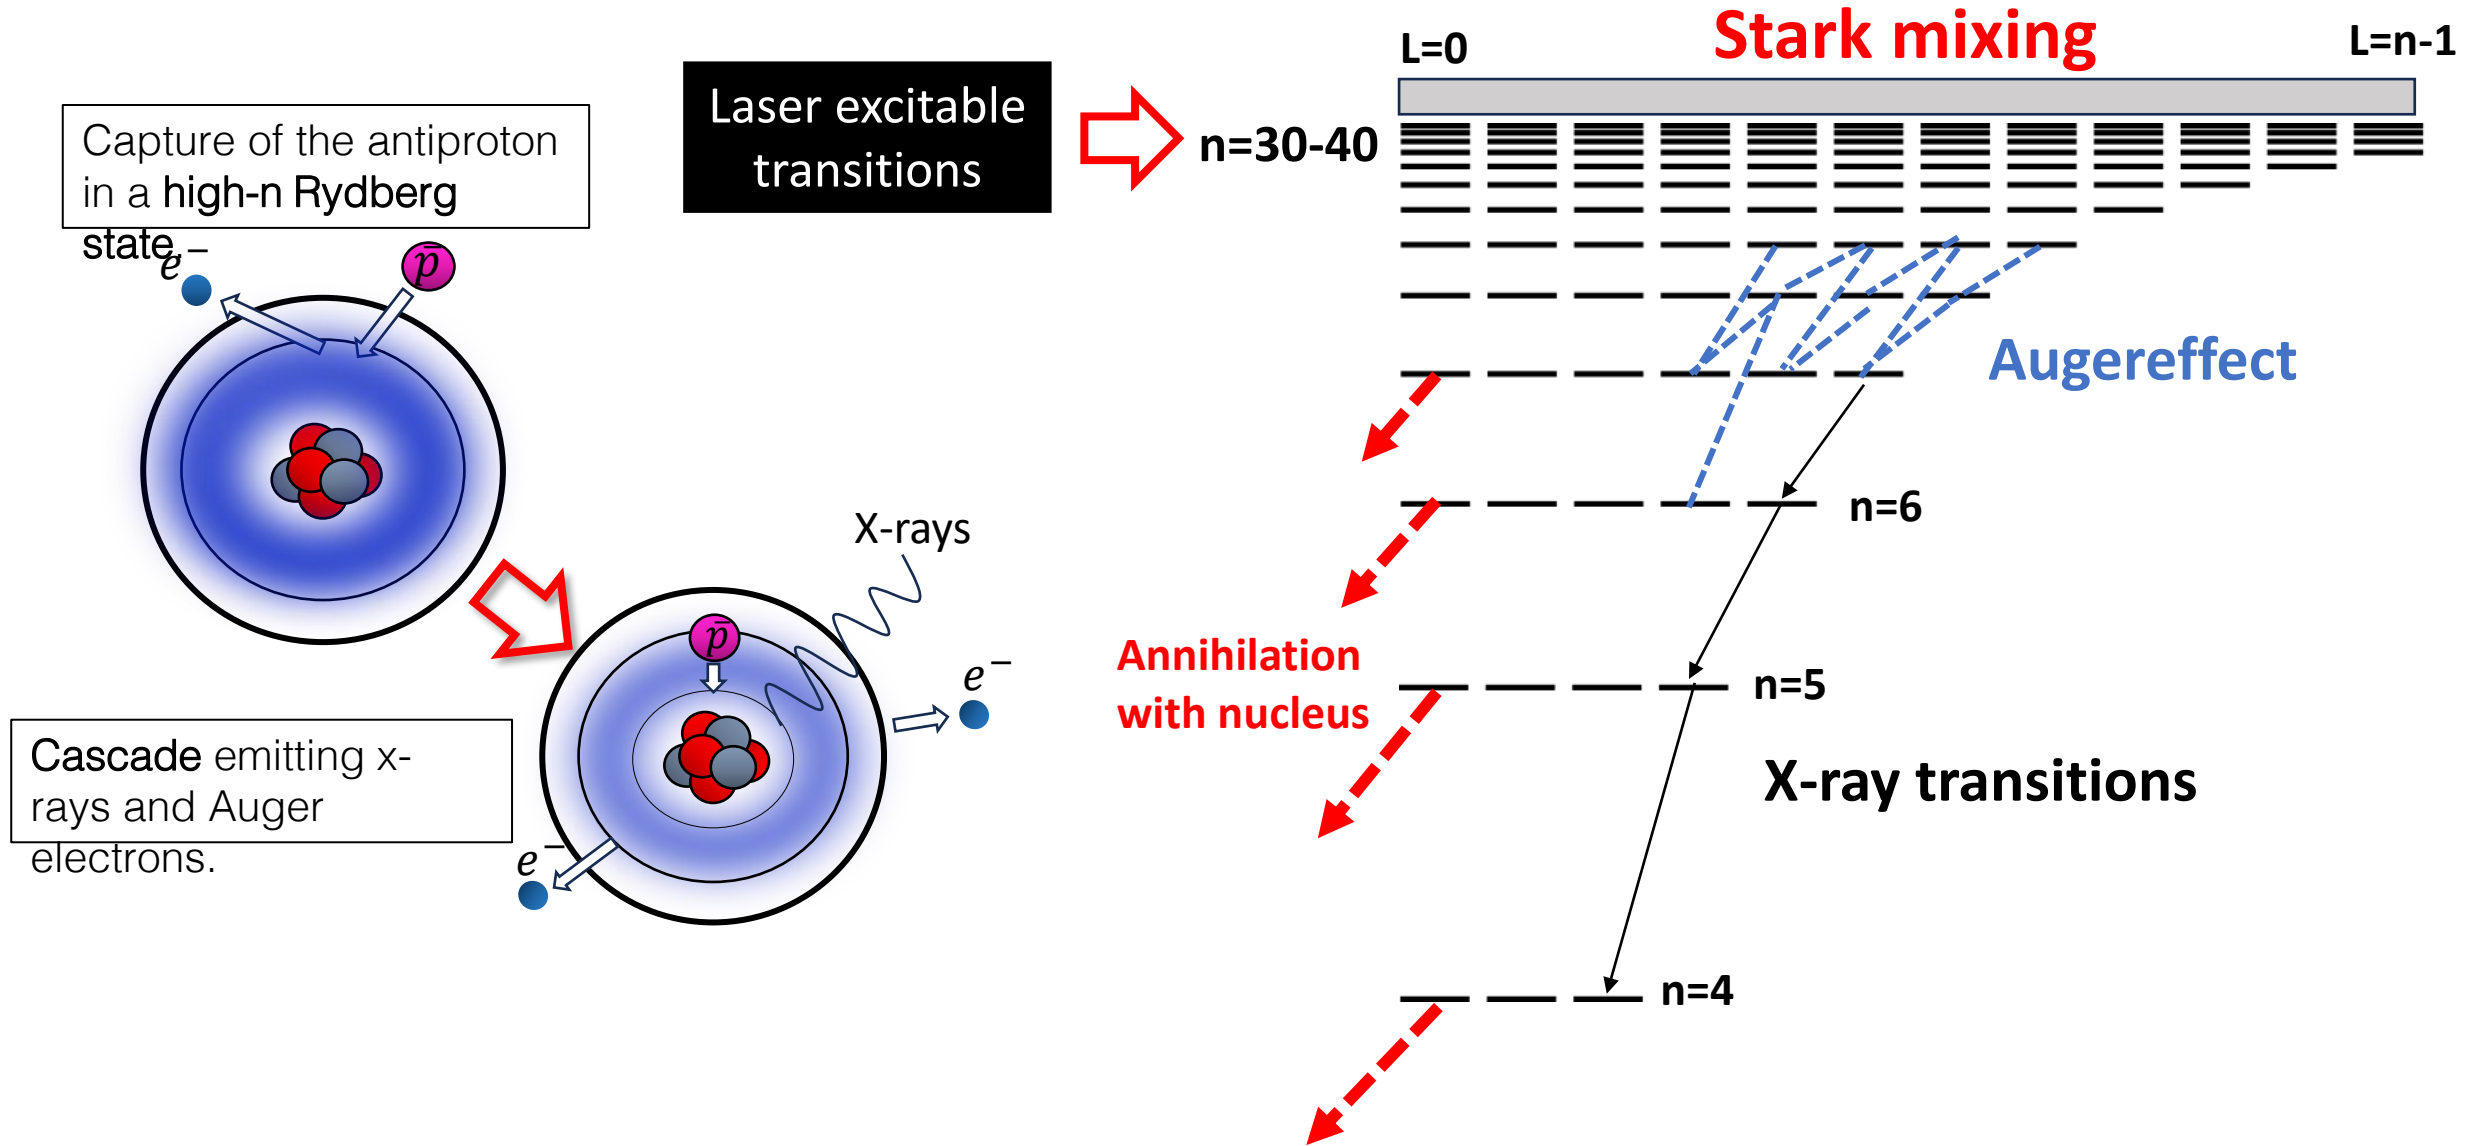 Capture of the antiproton
in a high-n Rydberg
state.
e⁻
p̄
Laser excitable
transitions
Stark mixing
L=0
L=n-1
n=30-40
Augereffect
n=6
Annihilation
with nucleus
n=5
X-ray transitions
n=4
X-rays
p̄
e⁻
Cascade emitting x-
rays and Auger
electrons.
e⁻